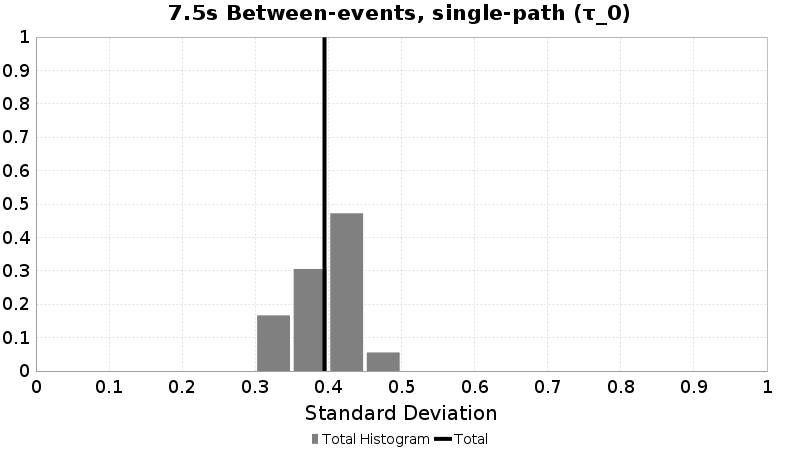 7.5s Between-events, single-path (τ_0)
1
0.9
0.8
0.7
0.6
0.5
0.4
0.3
0.2
0.1
0
0 0.1 0.2 0.3 0.4 0.5 0.6 0.7 0.8 0.9 1
Standard Deviation
Total Histogram Total